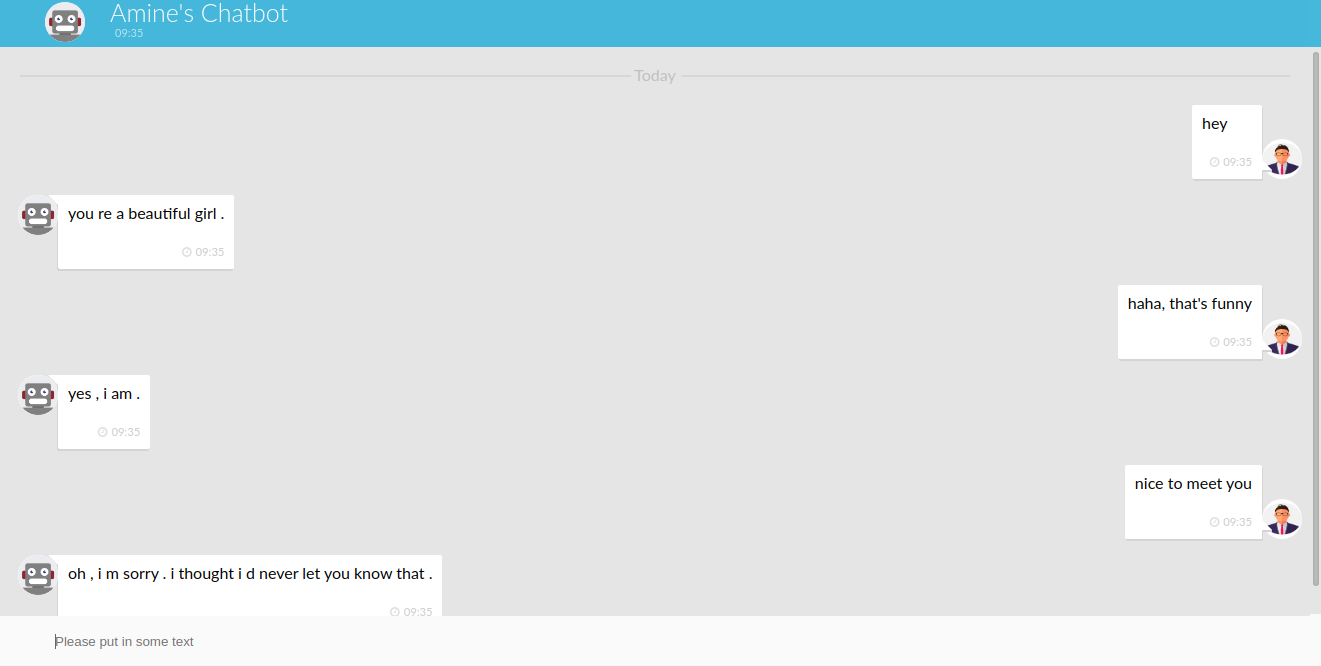 Amine's Chatbot
09:35
Today
hey
09:35
you re a beautiful girl .
09:35
haha, that's funny
09:35
yes , i am .
09:35
nice to meet you
09:35
oh , i m sorry . i thought i d never let you know that .
09:35
Please put in some text